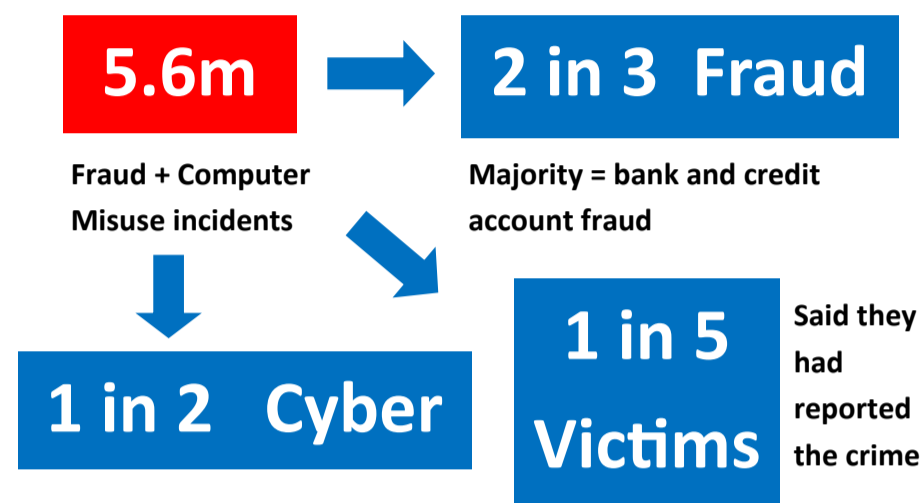 5.6m
2 in 3 Fraud
Fraud + Computer
Misuse incidents
Majority = bank and credit
account fraud
1 in 2 Cyber
1 in 5
Victims
Said they
had
reported
the crime